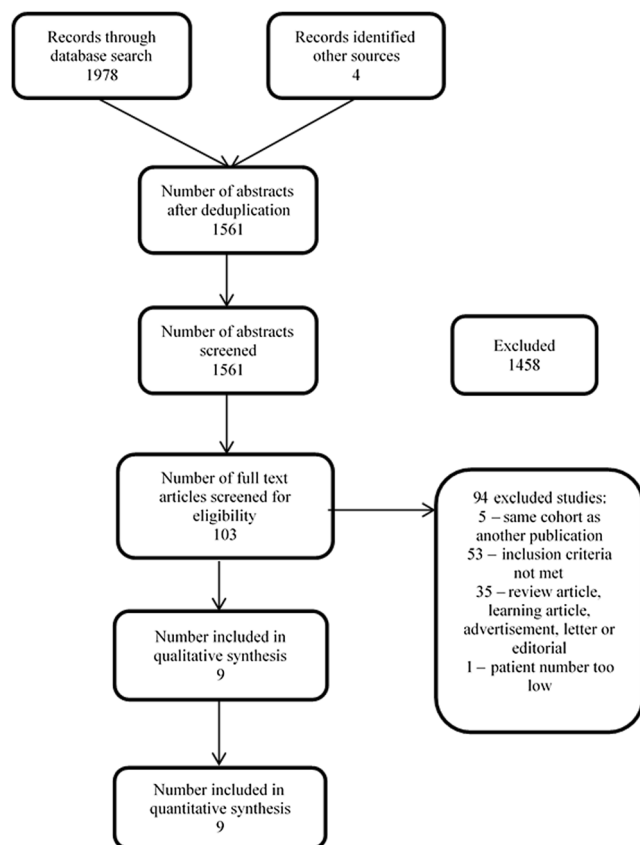 Records through
database search
1978
Records identified
other sources
4
Number of abstracts
after deduplication
1561
Number of abstracts
screened
1561
Excluded
1458
Number of full text
articles screened for
eligibility
103
94 excluded studies:
5 – same cohort as
another publication
53 – inclusion criteria
not met
35 – review article,
learning article,
advertisement, letter or
editorial
1 – patient number too
low
Number included in
qualitative synthesis
9
Number included in
quantitative synthesis
9